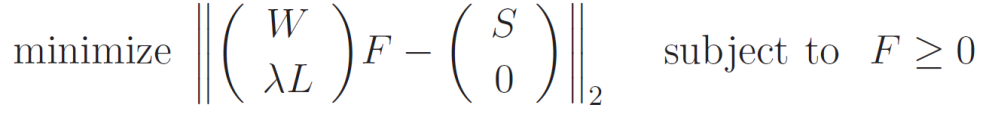 minimize ‖ ( W λL ) F − ( S 0 ) ‖₂ subject to F ≥ 0